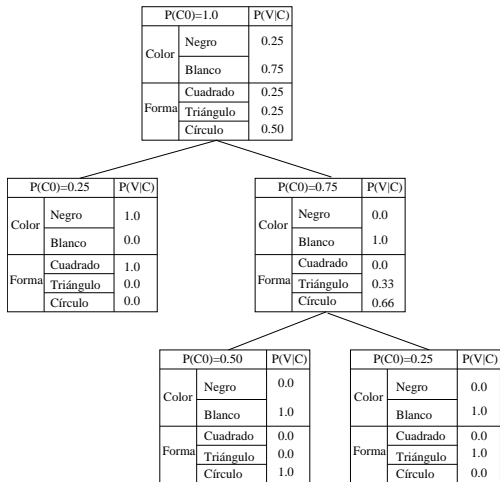 P(C0)=1.0 P(V|C)
Color Negro 0.25
Blanco 0.75
Forma Cuadrado 0.25
Triángulo 0.25
Círculo 0.50
P(C0)=0.25 P(V|C)
Color Negro 1.0
Blanco 0.0
Forma Cuadrado 1.0
Triángulo 0.0
Círculo 0.0
P(C0)=0.75 P(V|C)
Color Negro 0.0
Blanco 1.0
Forma Cuadrado 0.0
Triángulo 0.33
Círculo 0.66
P(C0)=0.50 P(V|C)
Color Negro 0.0
Blanco 1.0
Forma Cuadrado 0.0
Triángulo 0.0
Círculo 1.0
P(C0)=0.25 P(V|C)
Color Negro 0.0
Blanco 1.0
Forma Cuadrado 0.0
Triángulo 1.0
Círculo 0.0